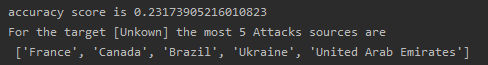 accuracy score is 0.23173905216010823
For the target [Unkown] the most 5 Attacks sources are
['France', 'Canada', 'Brazil', 'Ukraine', 'United Arab Emirates']